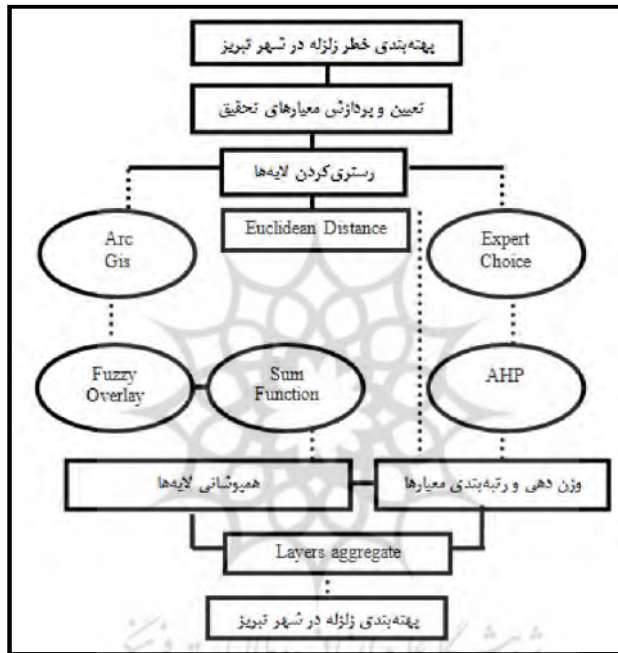 پهنه‌بندی خطر زلزله در شهر تبریز
تعیین و پردازش معیارهای تحقیق
رستری‌کردن لایه‌ها
Euclidean Distance
Arc
Gis
Expert
Choice
Fuzzy
Overlay
Sum
Function
AHP
همپوشانی لایه‌ها
وزن دهی و رتبه‌بندی معیارها
Layers aggregate
پهنه‌بندی زلزله در شهر تبریز